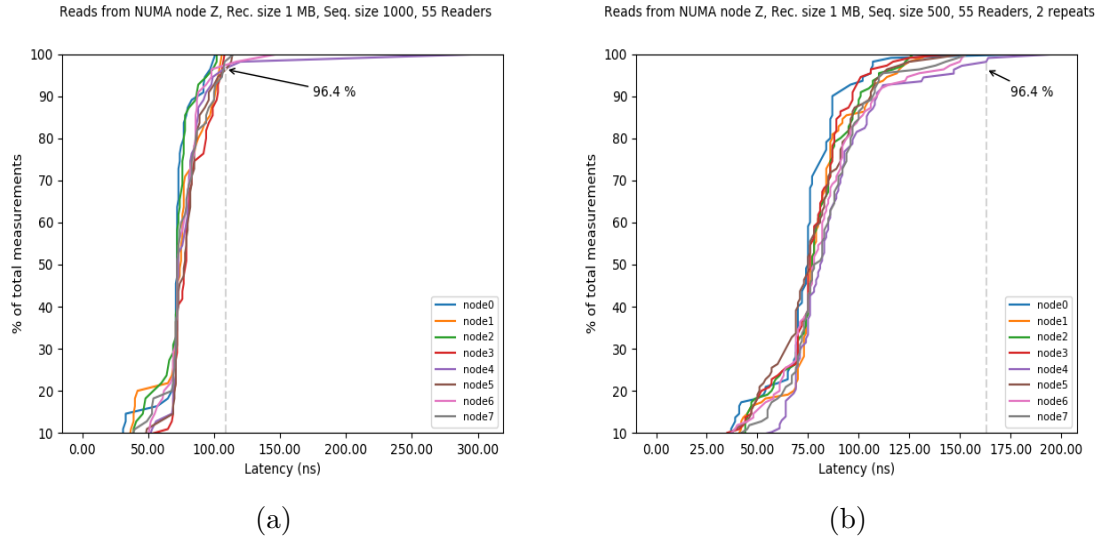 Reads from NUMA node Z, Rec. size 1 MB, Seq. size 1000, 55 Readers
100
90
80
70
60
50
40
30
20
10
% of total measurements
96.4 %
node0
node1
node2
node3
node4
node5
node6
node7
0.00 50.00 100.00 150.00 200.00 250.00 300.00
Latency (ns)
(a)
Reads from NUMA node Z, Rec. size 1 MB, Seq. size 500, 55 Readers, 2 repeats
100
90
80
70
60
50
40
30
20
10
% of total measurements
96.4 %
node0
node1
node2
node3
node4
node5
node6
node7
0.00 25.00 50.00 75.00 100.00 125.00 150.00 175.00 200.00
Latency (ns)
(b)